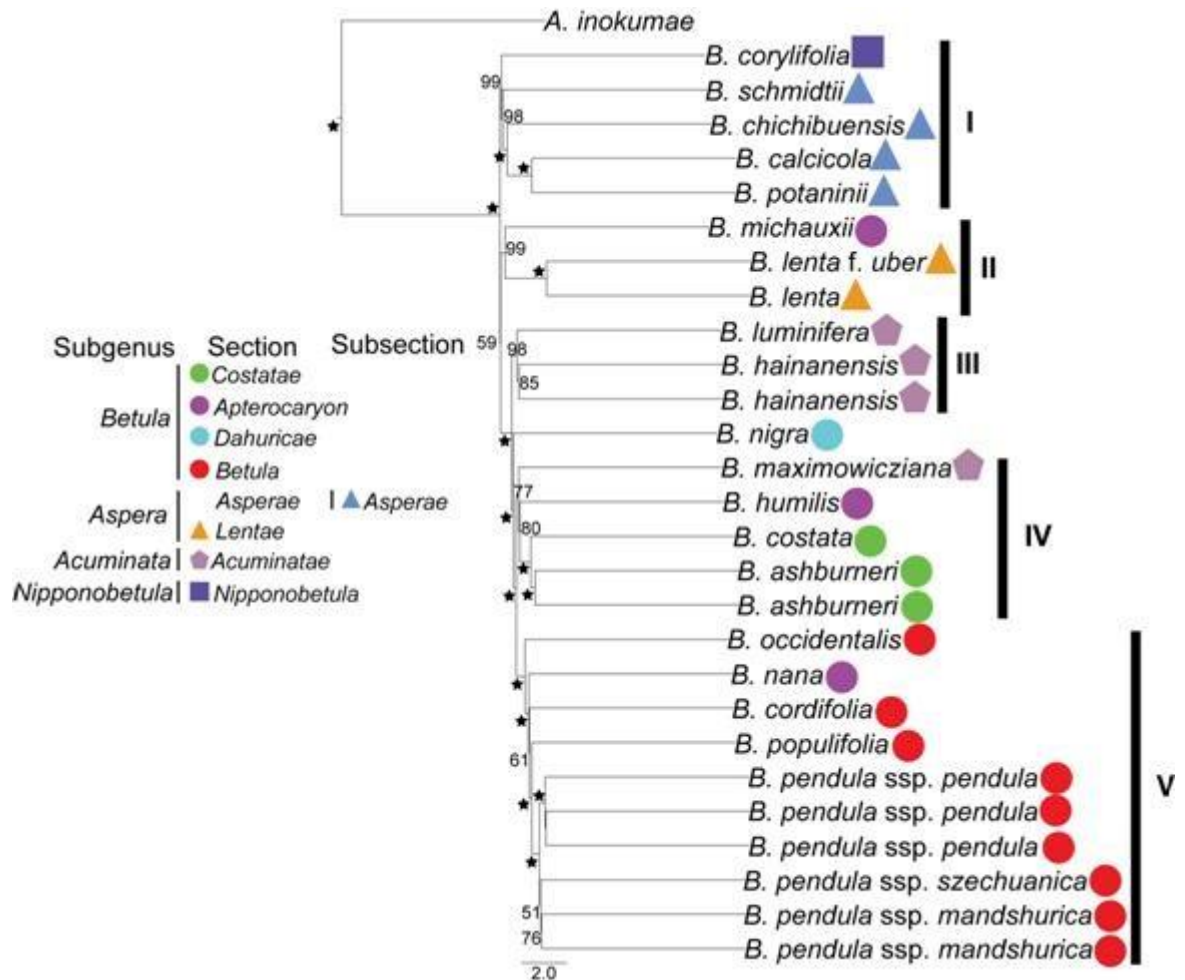 A. inokumae
B. corylifolia
99
B. schmidtii
98
B. chichibuensis
I
B. calcicola
B. potaninii
B. michauxii
99
B. lenta f. uber
II
B. lenta
B. luminifera
59
98
Subgenus Section Subsection
B. hainanensis
III
Costatae
85
B. hainanensis
Betula
Apterocaryon
Dahuricae
B. nigra
Betula
B. maximowicziana
77
Aspera
Asperae I Asperae
B. humilis
Lentae
80
B. costata
IV
Acuminata Acuminatae
B. ashburneri
Nipponobetula Nipponobetula
B. ashburneri
B. occidentalis
B. nana
B. cordifolia
61
B. populifolia
B. pendula ssp. pendula
V
B. pendula ssp. pendula
B. pendula ssp. pendula
B. pendula ssp. szechuanica
51
B. pendula ssp. mandshurica
76
B. pendula ssp. mandshurica
2.0